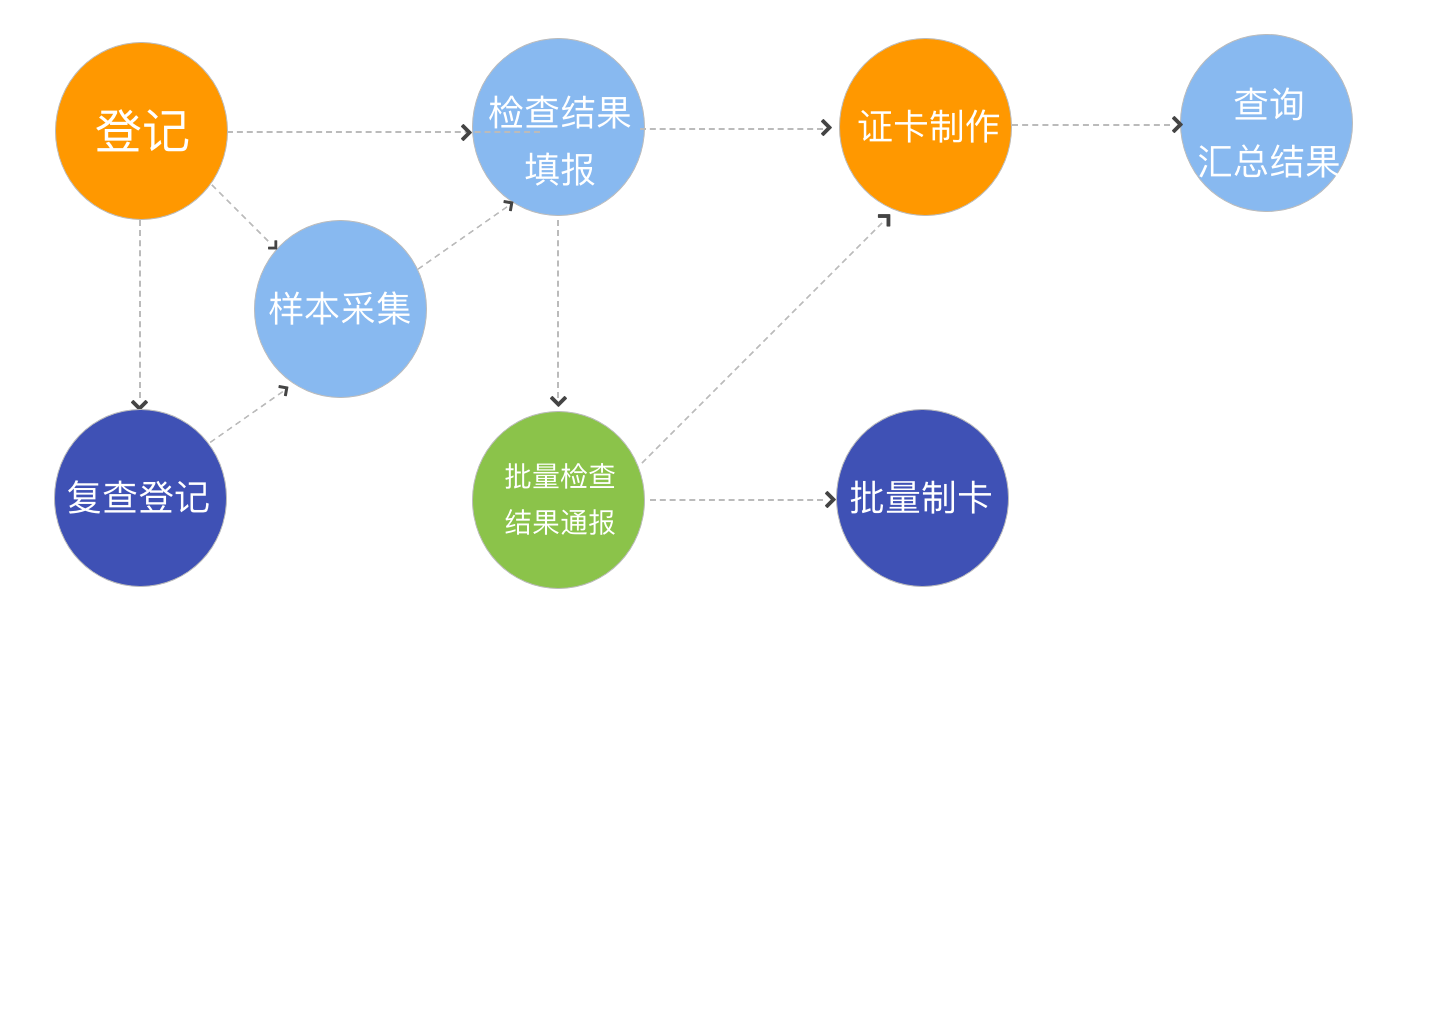 登记
检查结果
填报
证卡制作
查询
汇总结果
样本采集
复查登记
批量检查
结果通报
批量制卡